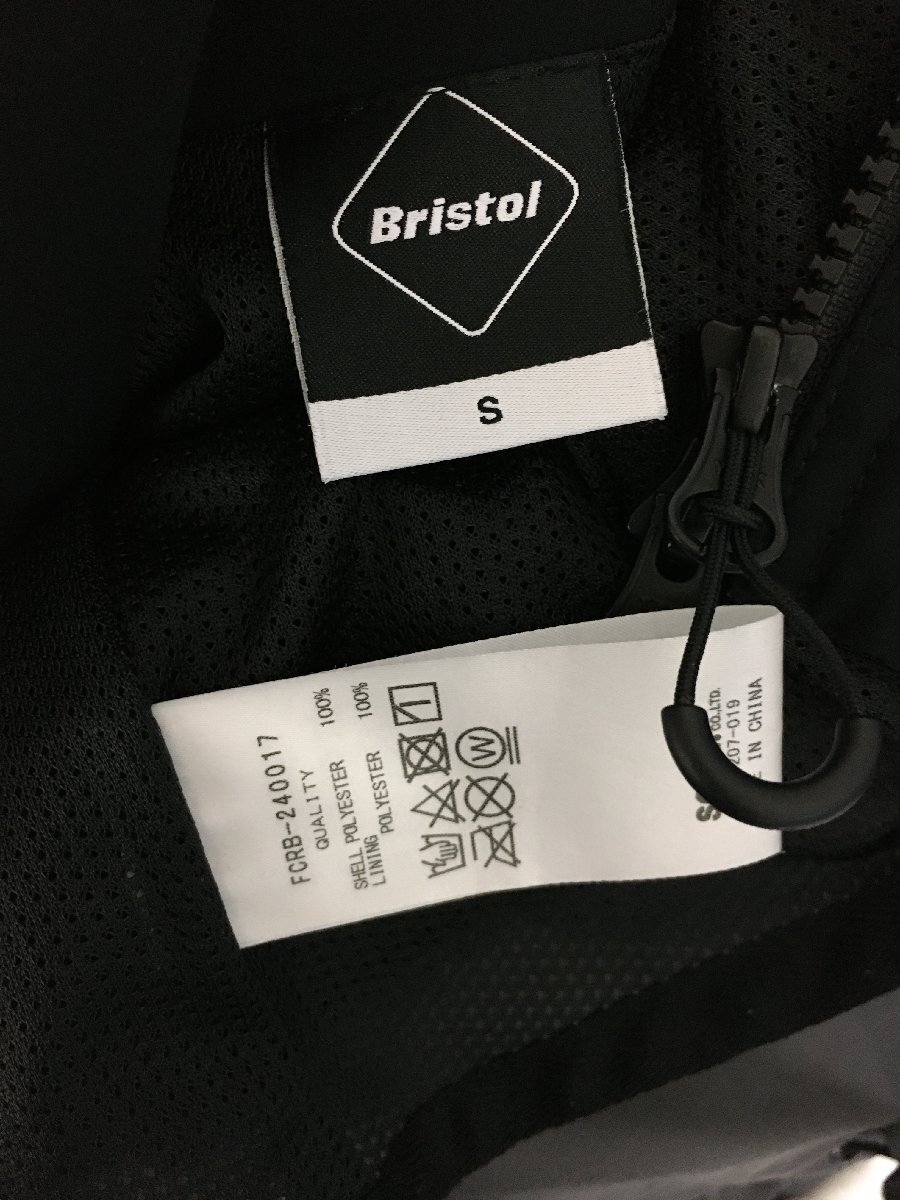 Bristol
S
FCRB-240017
QUALITY
SHELL POLYESTER 100%
LINING
POLYESTER 100%
W
CO.,LTD.
207-019
IN CHINA